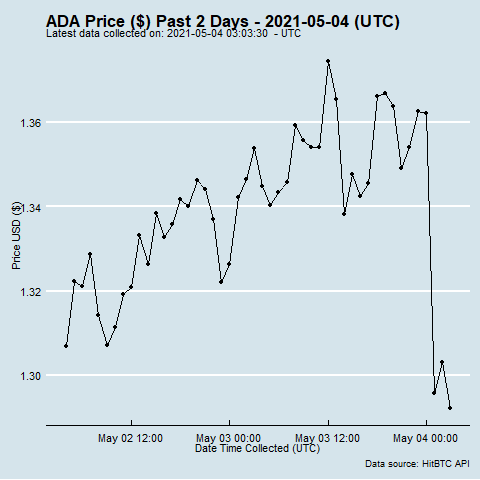 ADA Price ($) Past 2 Days - 2021-05-04 (UTC)
Latest data collected on: 2021-05-04 03:03:30 - UTC
1.36
1.34
1.32
1.30
Price USD ($)
May 02 12:00
May 03 00:00
May 03 12:00
May 04 00:00
Date Time Collected (UTC)
Data source: HitBTC API